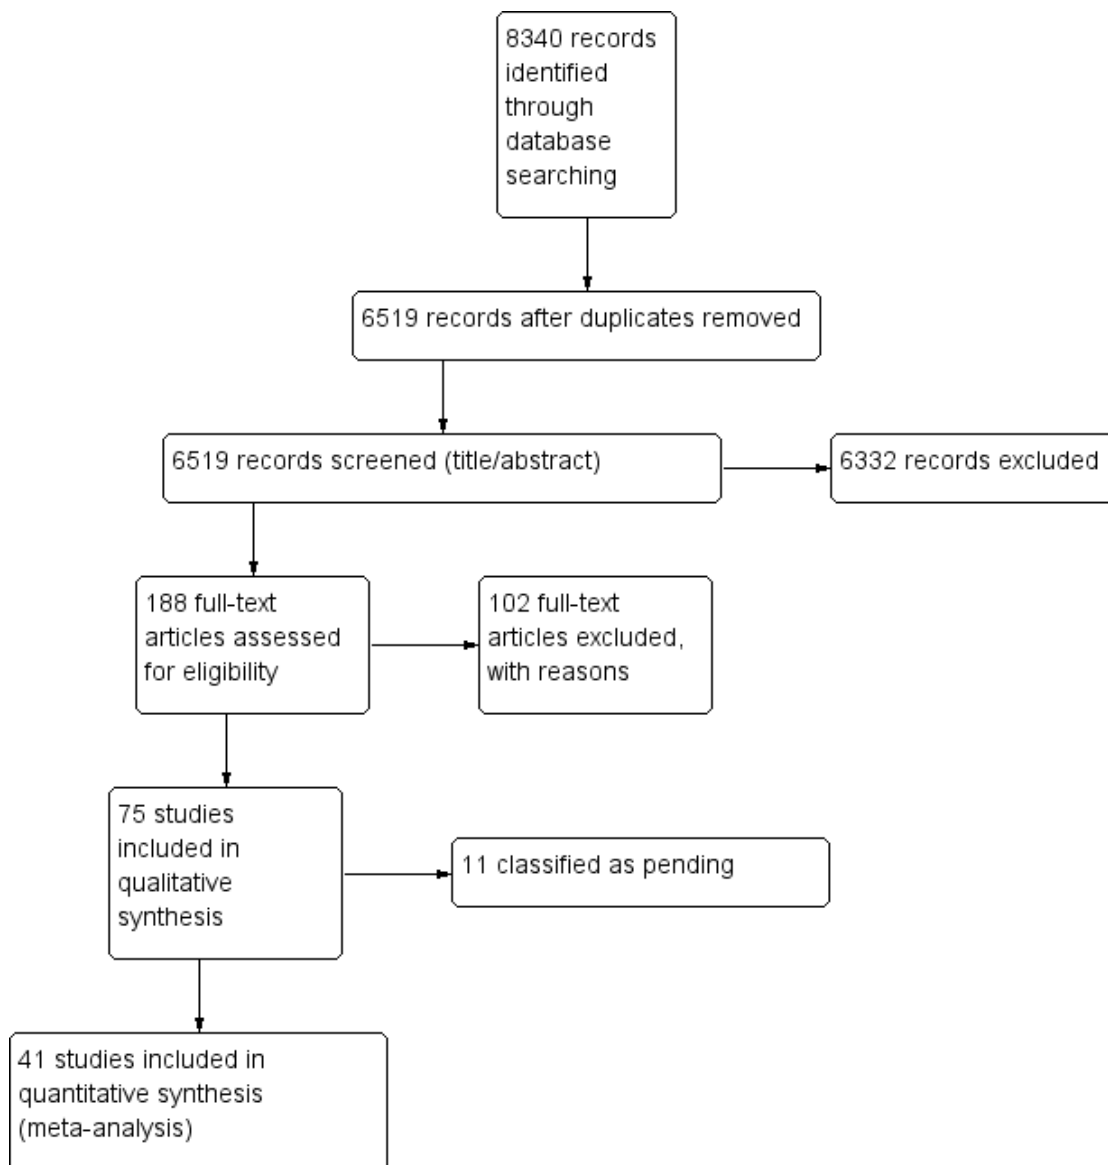 8340 records
identified
through
database
searching
6519 records after duplicates removed
6519 records screened (title/abstract)
6332 records excluded
188 full-text
articles assessed
for eligibility
102 full-text
articles excluded,
with reasons
75 studies
included in
qualitative
synthesis
11 classified as pending
41 studies included in
quantitative synthesis
(meta-analysis)